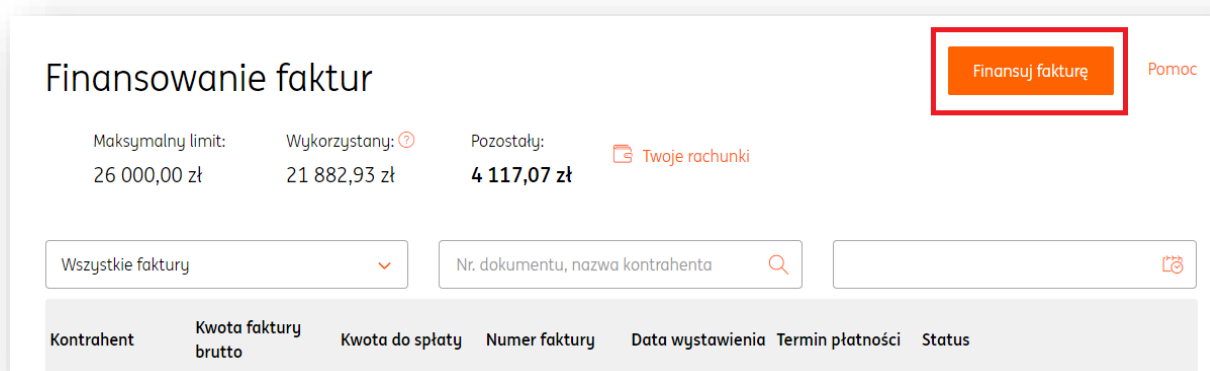 Finansowanie faktur
Finansuj fakturę
Pomoc
Maksymalny limit:
Wykorzystany: ?
Pozostały:
26 000,00 zł
21 882,93 zł
4 117,07 zł
Twoje rachunki
Wszystkie faktury
Nr. dokumentu, nazwa kontrahenta
Kontrahent
Kwota faktury
brutto
Kwota do spłaty
Numer faktury
Data wystawienia
Termin płatności
Status